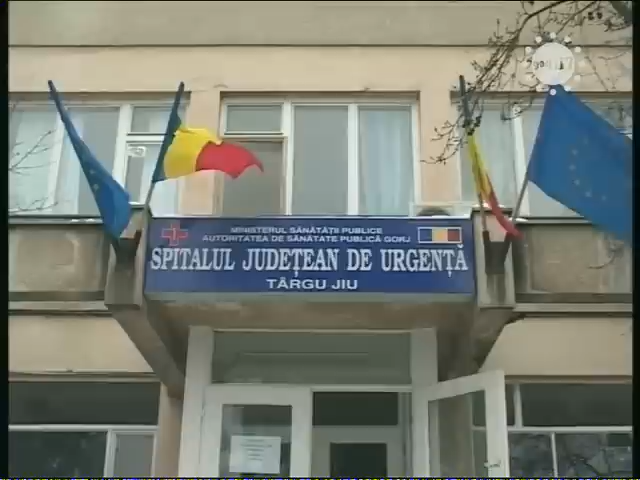 MINISTERUL SĂNĂTĂȚII PUBLICE
AUTORITATEA DE SĂNĂTATE PUBLICĂ GORJ
SPITALUL JUDEȚEAN DE URGENȚĂ
TÂRGU JIU